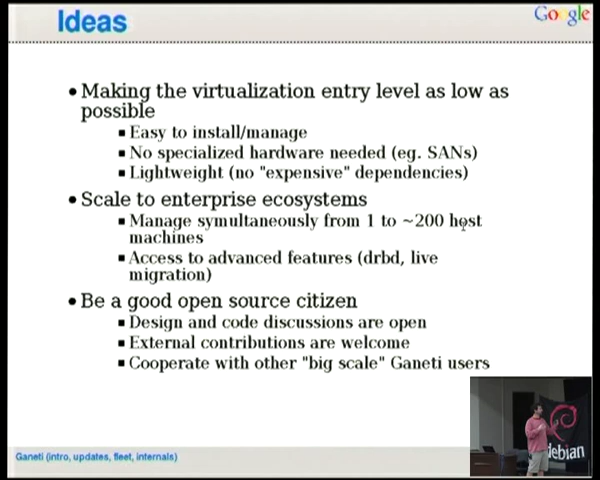 Ideas
Google
• Making the virtualization entry level as low as
possible
▪ Easy to install/manage
▪ No specialized hardware needed (eg. SANs)
▪ Lightweight (no "expensive" dependencies)
• Scale to enterprise ecosystems
▪ Manage symultaneously from 1 to ~200 host
machines
▪ Access to advanced features (drbd, live
migration)
• Be a good open source citizen
▪ Design and code discussions are open
▪ External contributions are welcome
▪ Cooperate with other "big scale" Ganeti users
debian
Ganeti (intro, updates, fleet, internals)